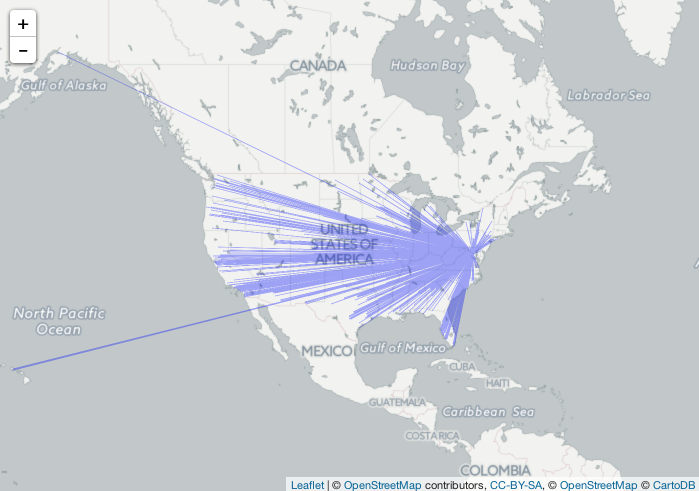 +
−
CANADA
Hudson Bay
Gulf of Alaska
Labrador Sea
UNITED
STATES OF
AMERICA
North Pacific
Ocean
MEXICO
Gulf of Mexico
CUBA
HAITI
GUATEMALA
Caribbean Sea
COSTA RICA
COLOMBIA
Leaflet | © OpenStreetMap contributors, CC-BY-SA, © OpenStreetMap © CartoDB